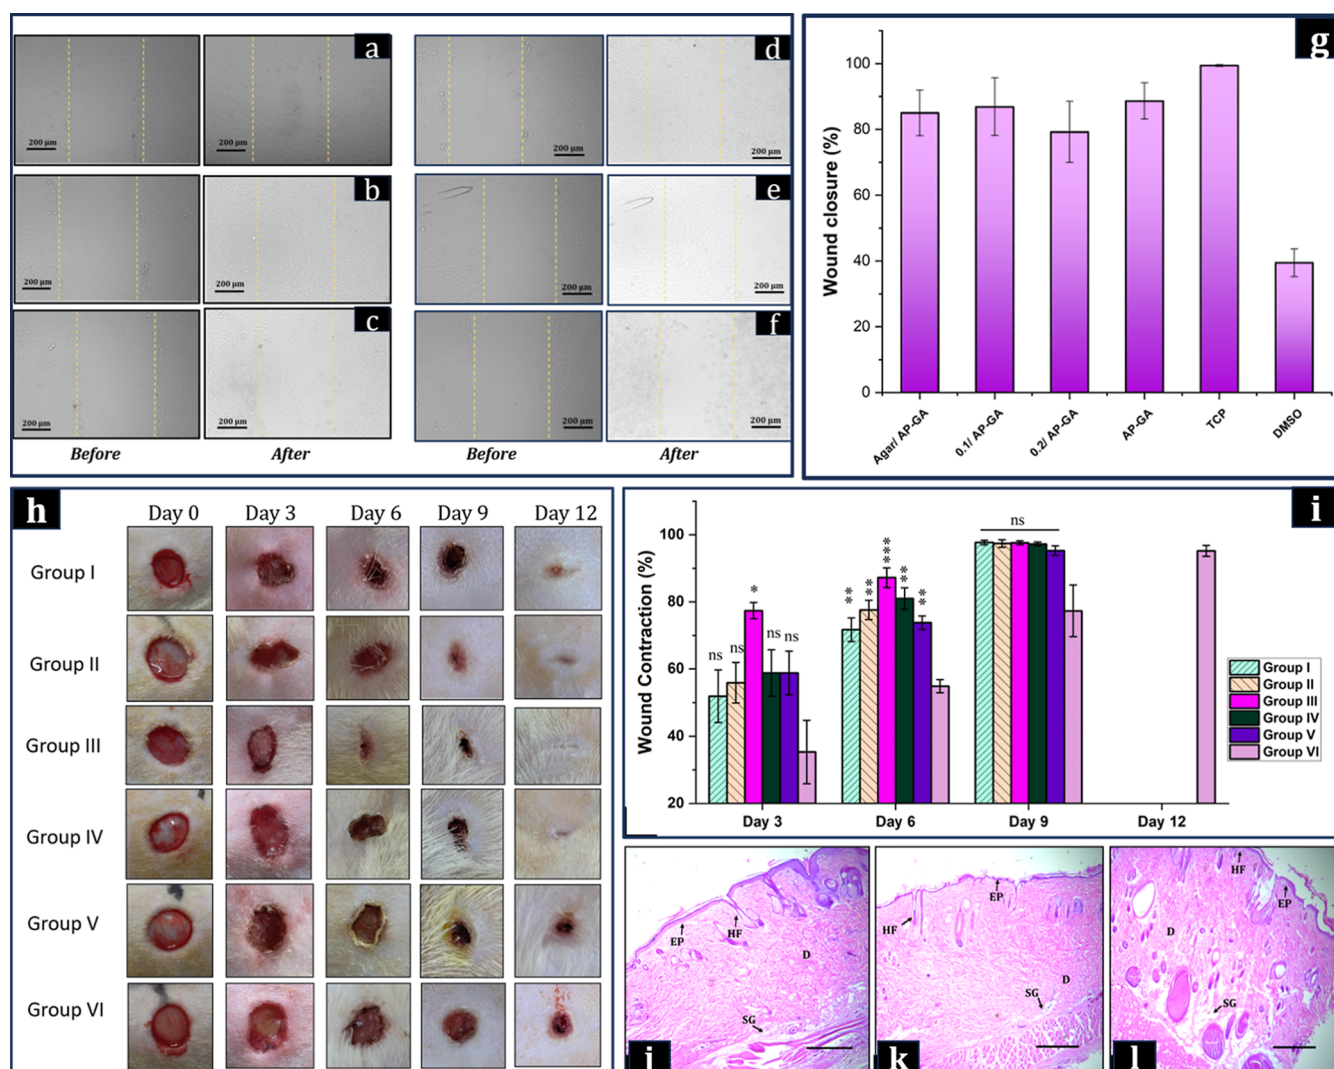 a
200 μm
200 μm
d
200 μm
200 μm
b
200 μm
200 μm
e
200 μm
200 μm
c
200 μm
200 μm
f
200 μm
200 μm
Before
After
Before
After
g
Wound closure (%)
100
80
60
40
20
0
Agar/ AP-GA
0.1/ AP-GA
0.2/ AP-GA
AP-GA
TCP
DMSO
h
Day 0
Day 3
Day 6
Day 9
Day 12
Group I
Group II
Group III
Group IV
Group V
Group VI
i
Wound Contraction (%)
100
80
60
40
20
ns
ns
*
ns
ns
**
**
***
**
**
ns
Group I
Group II
Group III
Group IV
Group V
Group VI
Day 3
Day 6
Day 9
Day 12
EP
HF
D
SG
j
HF
EP
D
SG
k
HF
EP
D
SG
l